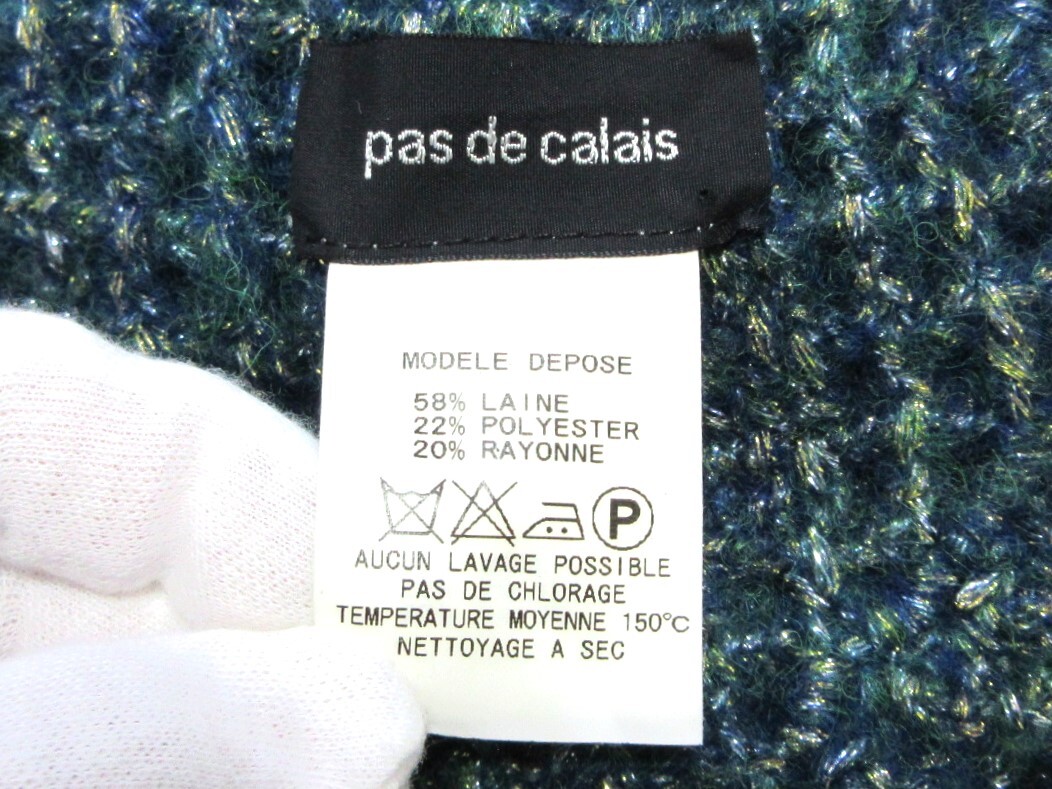 pas de calais
MODELE DEPOSE
58% LAINE
22% POLYESTER
20% RAYONNE
P
AUCUN LAVAGE POSSIBLE
PAS DE CHLORAGE
TEMPERATURE MOYENNE 150°C
NETTOYAGE A SEC